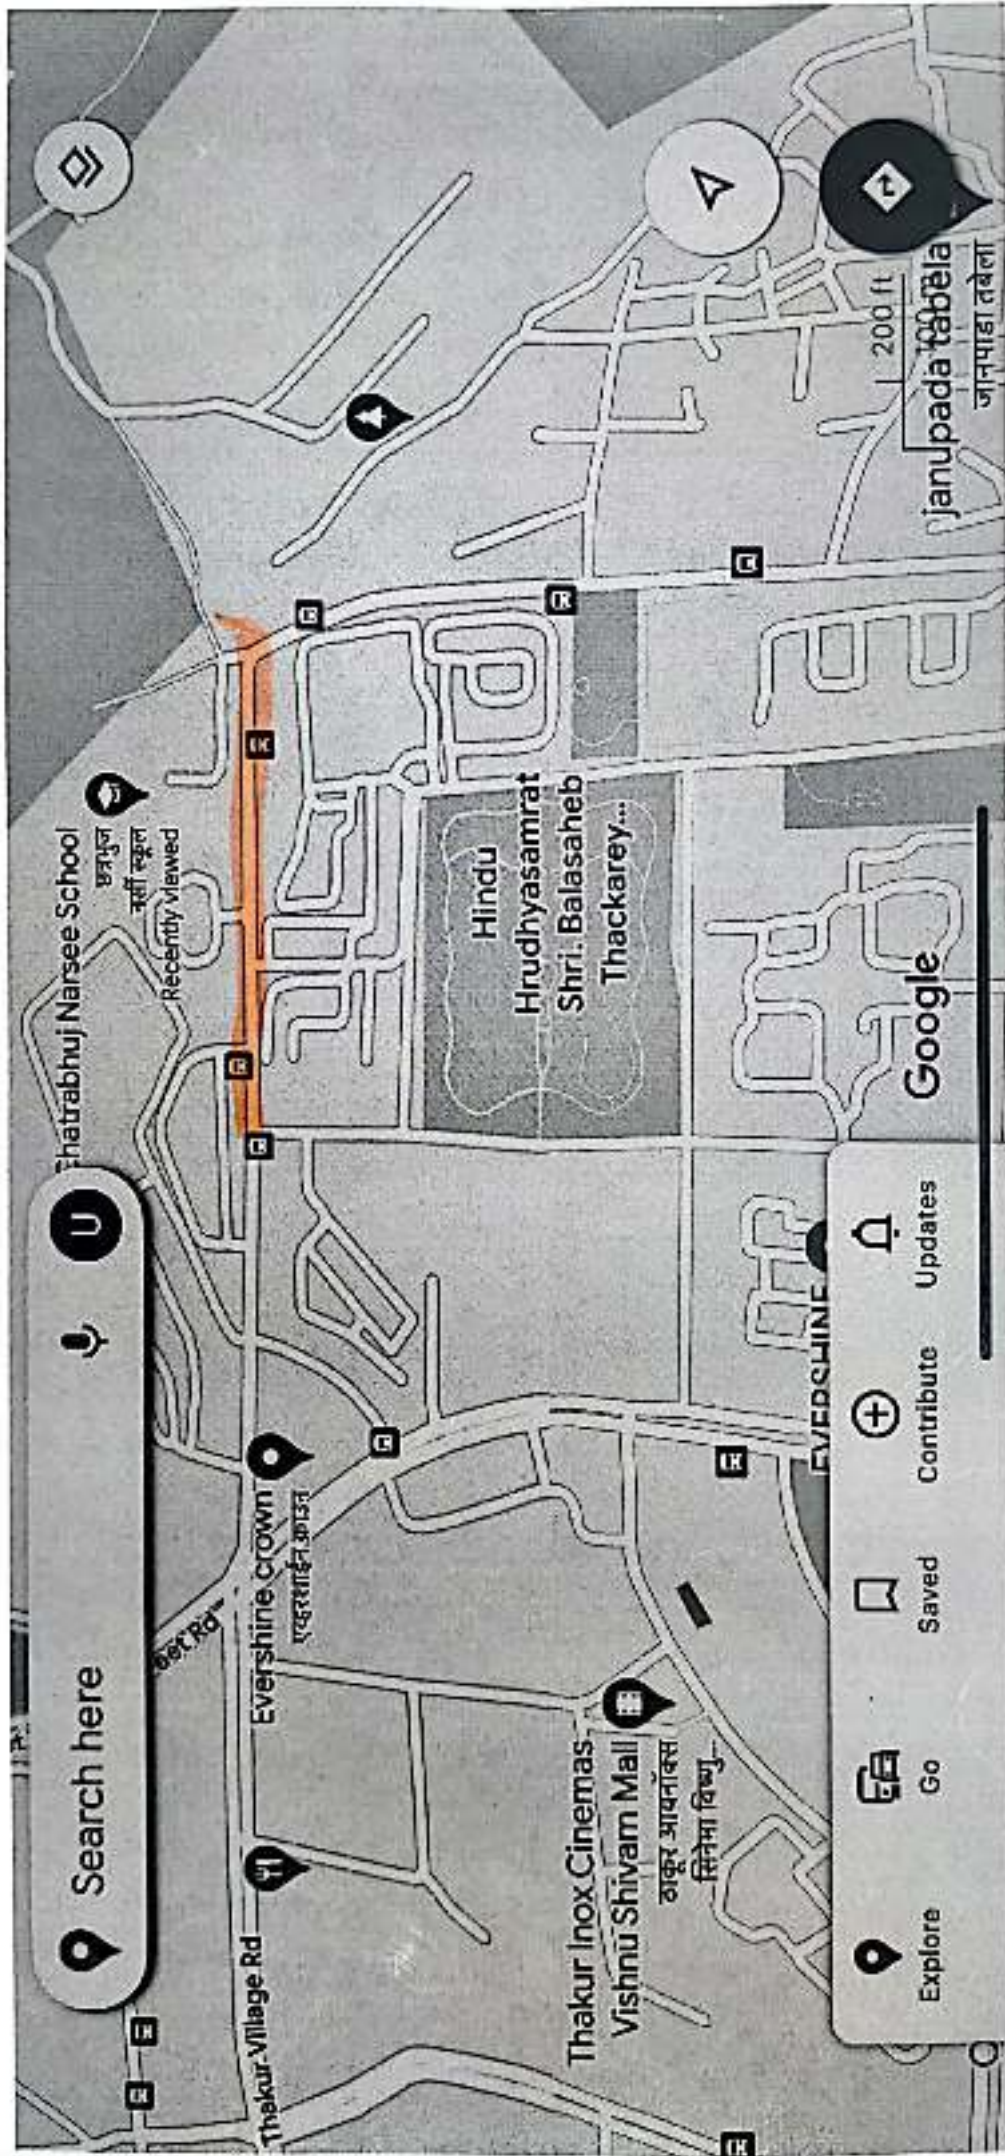 Search here
U
Chatrabhuj Narsee School
छत्रभुज
नर्सी स्कूल
Recently viewed
Evershine crown
एव्हरशाईन क्राउन
Thakur Village Rd
Hindu
Hrudhyasamrat
Shri. Balasaheb
Thackarey...
Thakur Inox Cinemas
Vishnu Shivam Mall
ठाकूर आयनॉक्स
सिनेमा विष्णु...
EVERSHINE
200 ft
janupada tabela
जानपाडा तबेला
Google
Explore
Go
Saved
Contribute
Updates